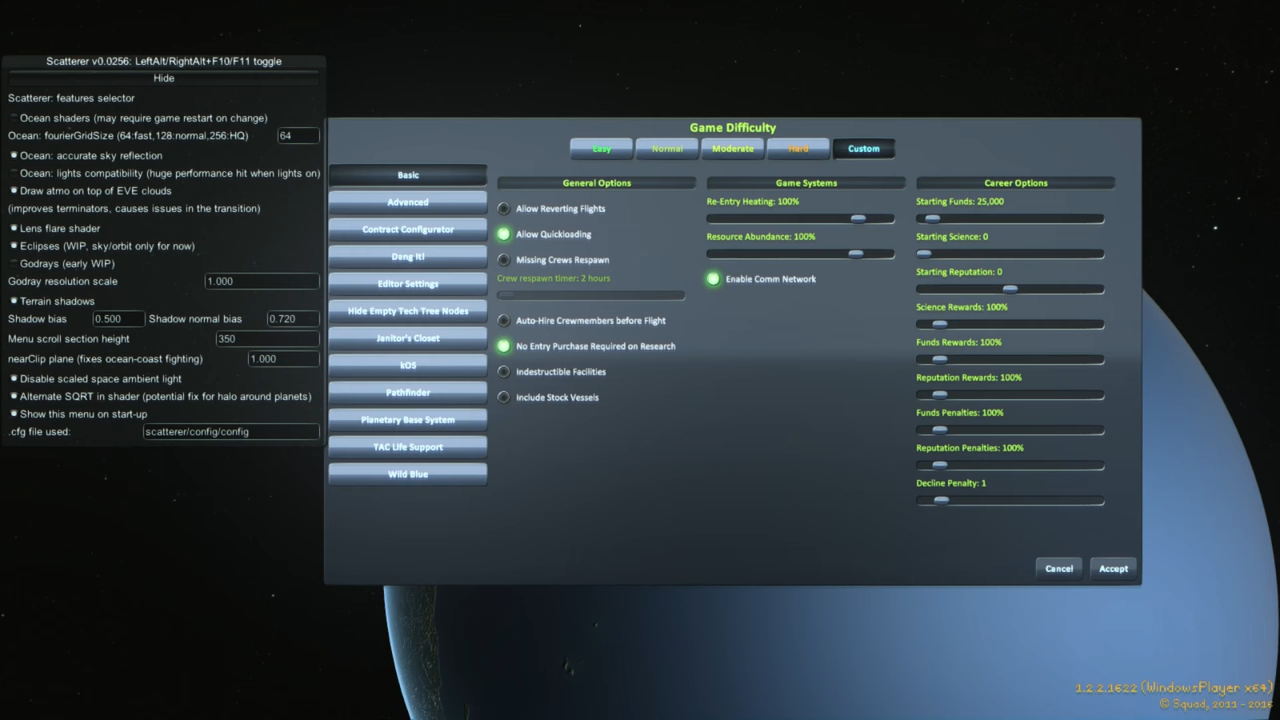 Scatterer v0.0256: LeftAlt/RightAlt+F10/F11 toggle
Hide
Scatterer: features selector
Ocean shaders (may require game restart on change)
Ocean: fourierGridSize (64:fast,128:normal,256:HQ) 64
Ocean: accurate sky reflection
Ocean: lights compatibility (huge performance hit when lights on)
Draw atmo on top of EVE clouds
(improves terminators, causes issues in the transition)
Lens flare shader
Eclipses (WIP, sky/orbit only for now)
Godrays (early WIP)
Godray resolution scale 1.000
Terrain shadows
Shadow bias 0.500 Shadow normal bias 0.720
Menu scroll section height 350
nearClip plane (fixes ocean-coast fighting) 1.000
Disable scaled space ambient light
Alternate SQRT in shader (potential fix for halo around planets)
Show this menu on start-up
.cfg file used: scatterer/config/config
Game Difficulty
Easy Normal Moderate Hard Custom
Basic
Advanced
Contract Configurator
Dang It!
Editor Settings
Hide Empty Tech Tree Nodes
Janitor's Closet
kOS
Pathfinder
Planetary Base System
TAC Life Support
Wild Blue
General Options
Allow Reverting Flights
Allow Quickloading
Missing Crews Respawn
Crew respawn timer: 2 hours
Auto-Hire Crewmembers before Flight
No Entry Purchase Required on Research
Indestructible Facilities
Include Stock Vessels
Game Systems
Re-Entry Heating: 100%
Resource Abundance: 100%
Enable Comm Network
Career Options
Starting Funds: 25,000
Starting Science: 0
Starting Reputation: 0
Science Rewards: 100%
Funds Rewards: 100%
Reputation Rewards: 100%
Funds Penalties: 100%
Reputation Penalties: 100%
Decline Penalty: 1
Cancel Accept
1.2.2.1622 (WindowsPlayer x64)
© Squad, 2011 - 2016